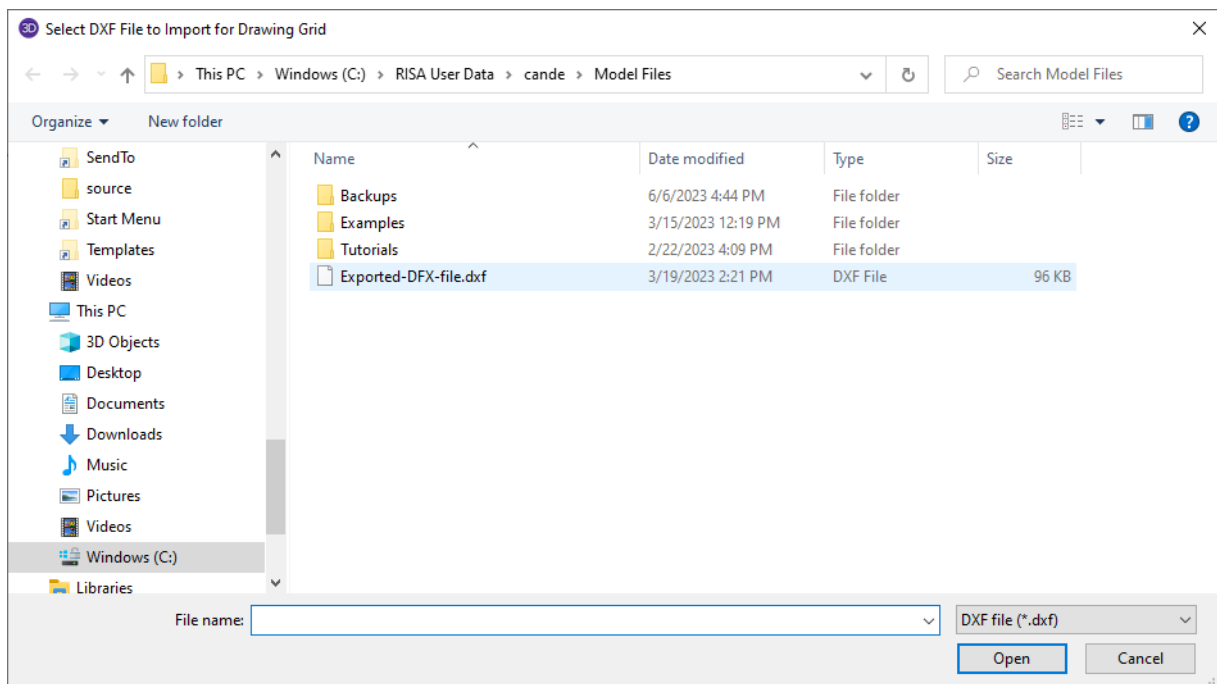 3D Select DXF File to Import for Drawing Grid
This PC > Windows (C:) > RISA User Data > cande > Model Files
Search Model Files
Organize
New folder
?
SendTo
source
Start Menu
Templates
Videos
This PC
3D Objects
Desktop
Documents
Downloads
Music
Pictures
Videos
Windows (C:)
Libraries
Name Date modified Type Size
Backups 6/6/2023 4:44 PM File folder
Examples 3/15/2023 12:19 PM File folder
Tutorials 2/22/2023 4:09 PM File folder
Exported-DFX-file.dxf 3/19/2023 2:21 PM DXF File 96 KB
File name:
DXF file (*.dxf)
Open Cancel